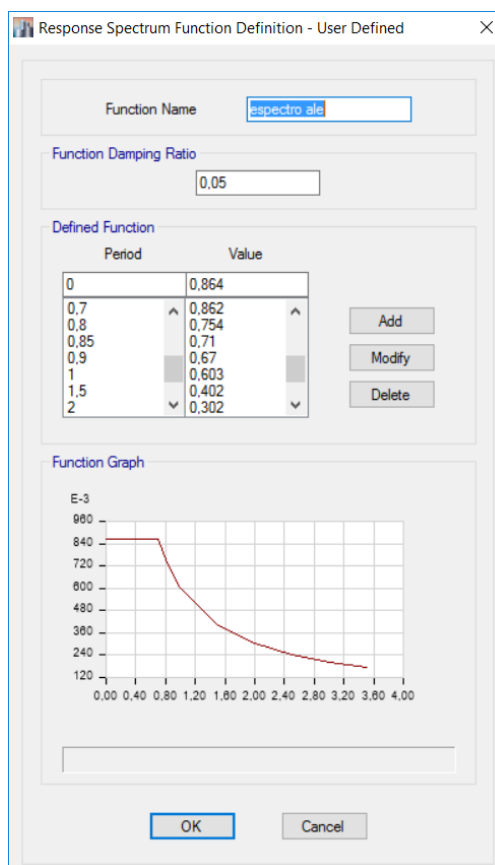 Response Spectrum Function Definition - User Defined
Function Name
espectro ale
Function Damping Ratio
0,05
Defined Function
Period Value
0 0,864
0,7 0,862
0,8 0,754
0,85 0,71
0,9 0,67
1 0,603
1,5 0,402
2 0,302
Add
Modify
Delete
Function Graph
E-3
960
840
720
600
480
360
240
120
0,00 0,40 0,80 1,20 1,60 2,00 2,40 2,80 3,20 3,60 4,00
OK Cancel